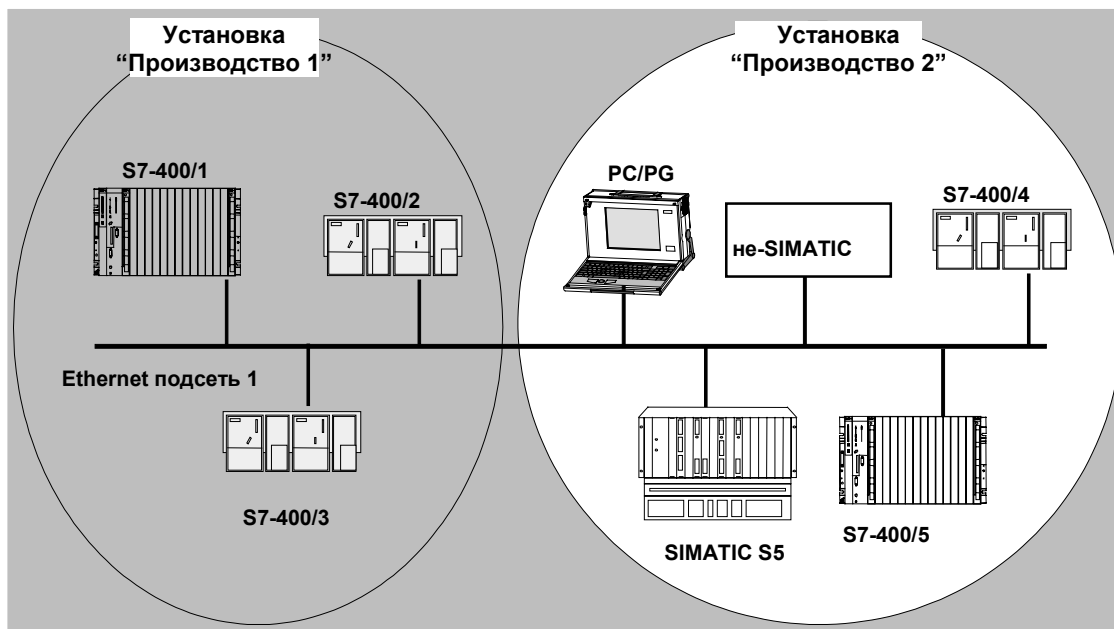 Установка
“Производство 1”
Установка
“Производство 2”
S7-400/1
S7-400/2
PC/PG
не-SIMATIC
S7-400/4
Ethernet подсеть 1
S7-400/3
SIMATIC S5
S7-400/5